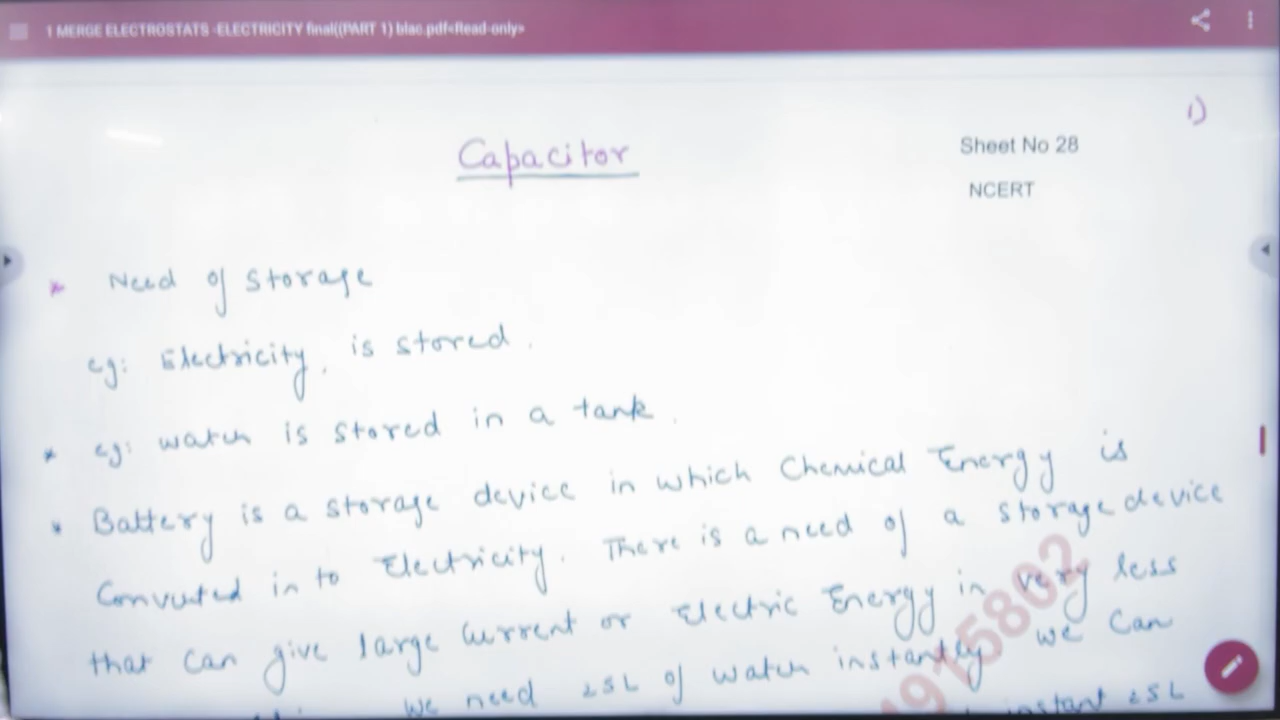 1 MERGE ELECTROSTATS -ELECTRICITY final((PART 1) blac.pdf<Read-only>
1)
Capacitor
Sheet No 28
NCERT
* Need of storage
eg: Electricity, is stored.
* eg: water is stored in a tank.
* Battery is a storage device in which Chemical Energy is
Converted in to Electricity. There is a need of a storage device
that can give large Current or Electric Energy in very less
we need 25L of water instantly we can
instant 25L
4915802